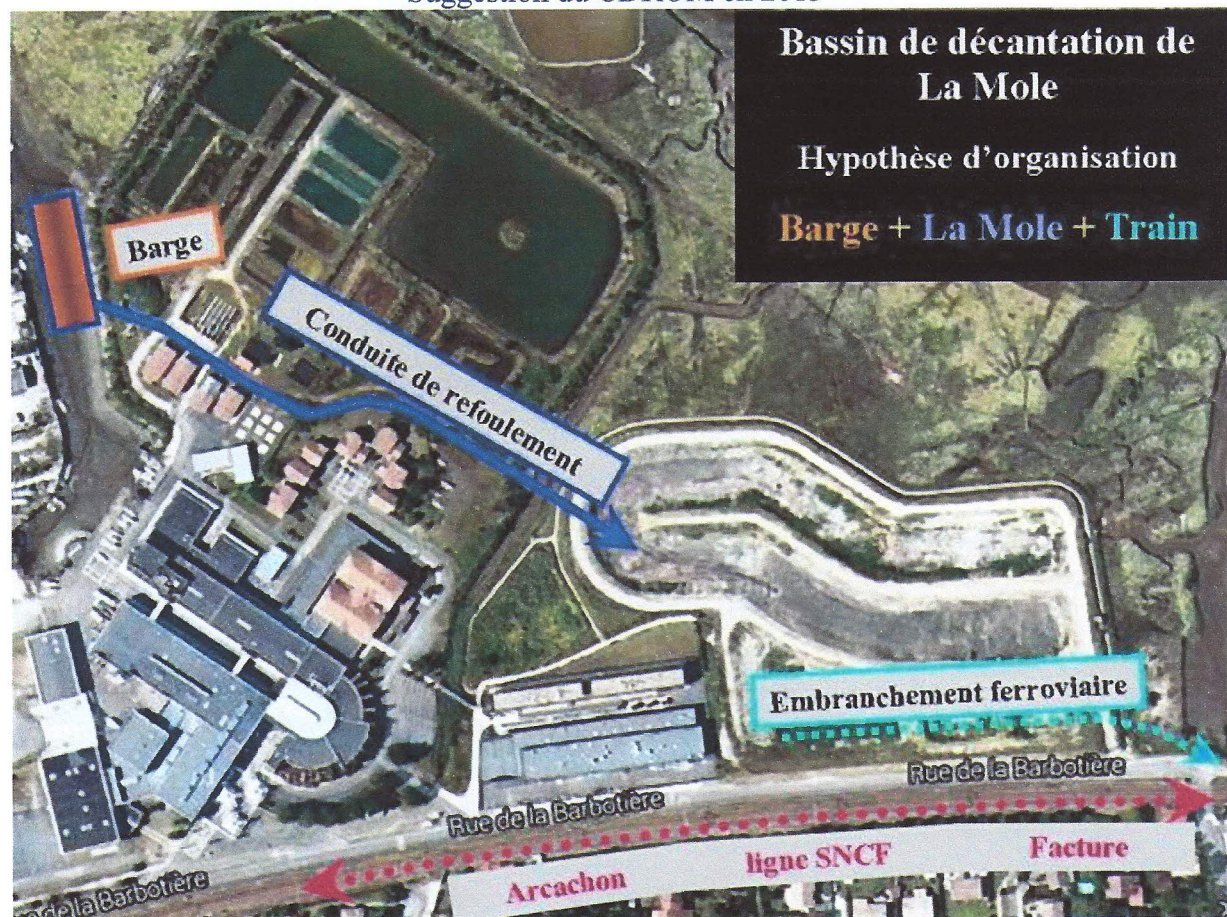 Bassin de décantation de
La Mole
Hypothèse d'organisation
Barge + La Mole + Train
Barge
Conduite de refoulement
Embranchement ferroviaire
Rue de la Barbotière
Rue de la Barbotière
de la Barbotière
ligne SNCF
Arcachon
Facture